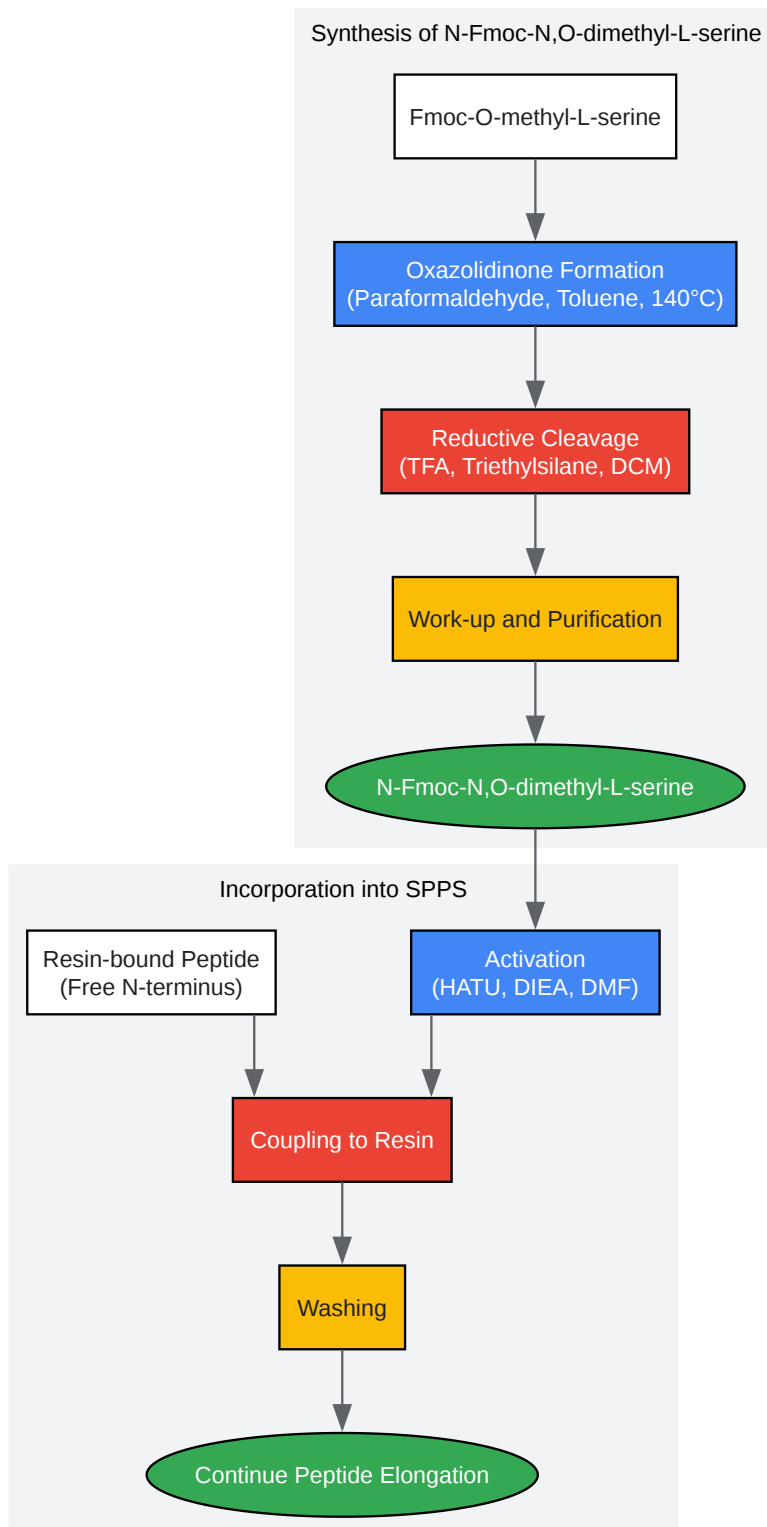 Synthesis of N-Fmoc-N,O-dimethyl-L-serine
Fmoc-O-methyl-L-serine
Oxazolidinone Formation
(Paraformaldehyde, Toluene, 140°C)
Reductive Cleavage
(TFA, Triethylsilane, DCM)
Work-up and Purification
N-Fmoc-N,O-dimethyl-L-serine
Incorporation into SPPS
Resin-bound Peptide
(Free N-terminus)
Activation
(HATU, DIEA, DMF)
Coupling to Resin
Washing
Continue Peptide Elongation